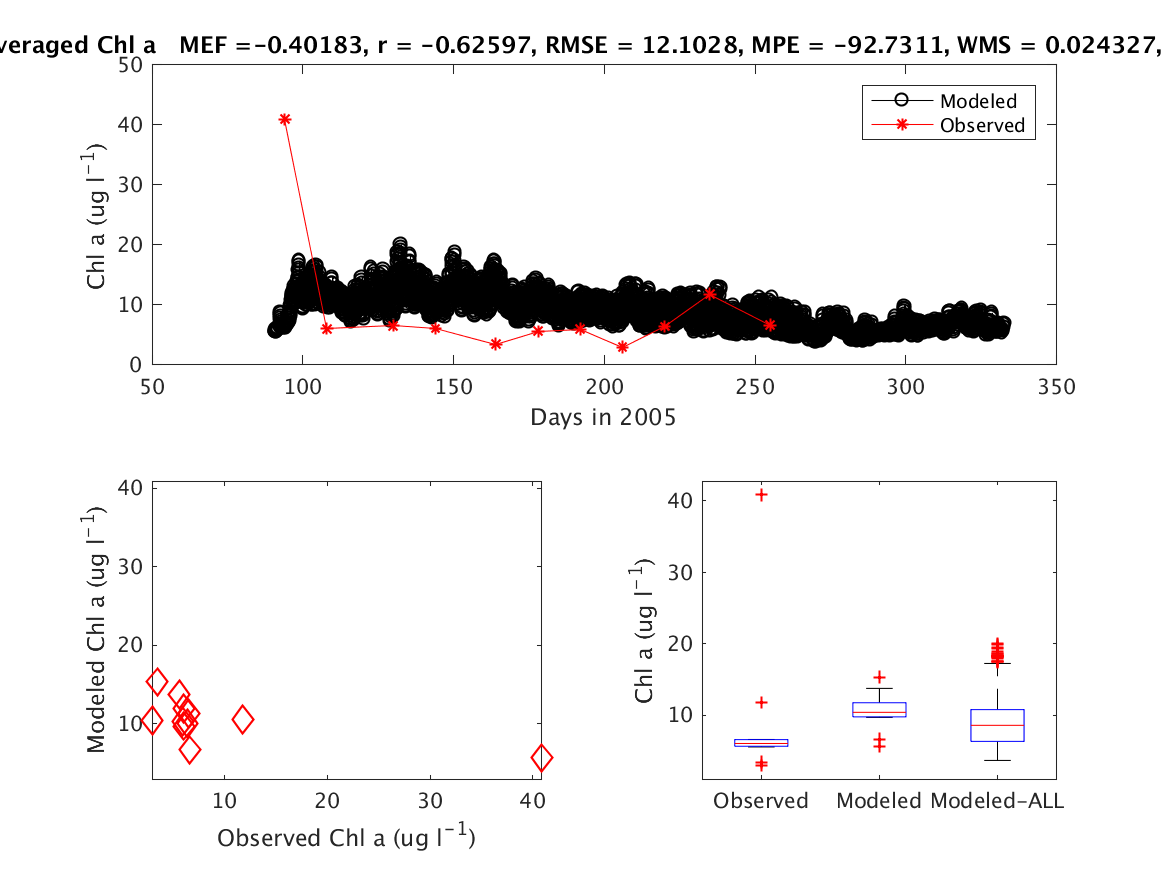 veraged Chl a MEF =-0.40183, r = -0.62597, RMSE = 12.1028, MPE = -92.7311, WMS = 0.024327,
50
40
30
20
10
0
Chl a (ug l⁻¹)
Modeled
Observed
50 100 150 200 250 300 350
Days in 2005
40
30
20
10
Modeled Chl a (ug l⁻¹)
10 20 30 40
Observed Chl a (ug l⁻¹)
40
30
20
10
Chl a (ug l⁻¹)
Observed Modeled Modeled-ALL